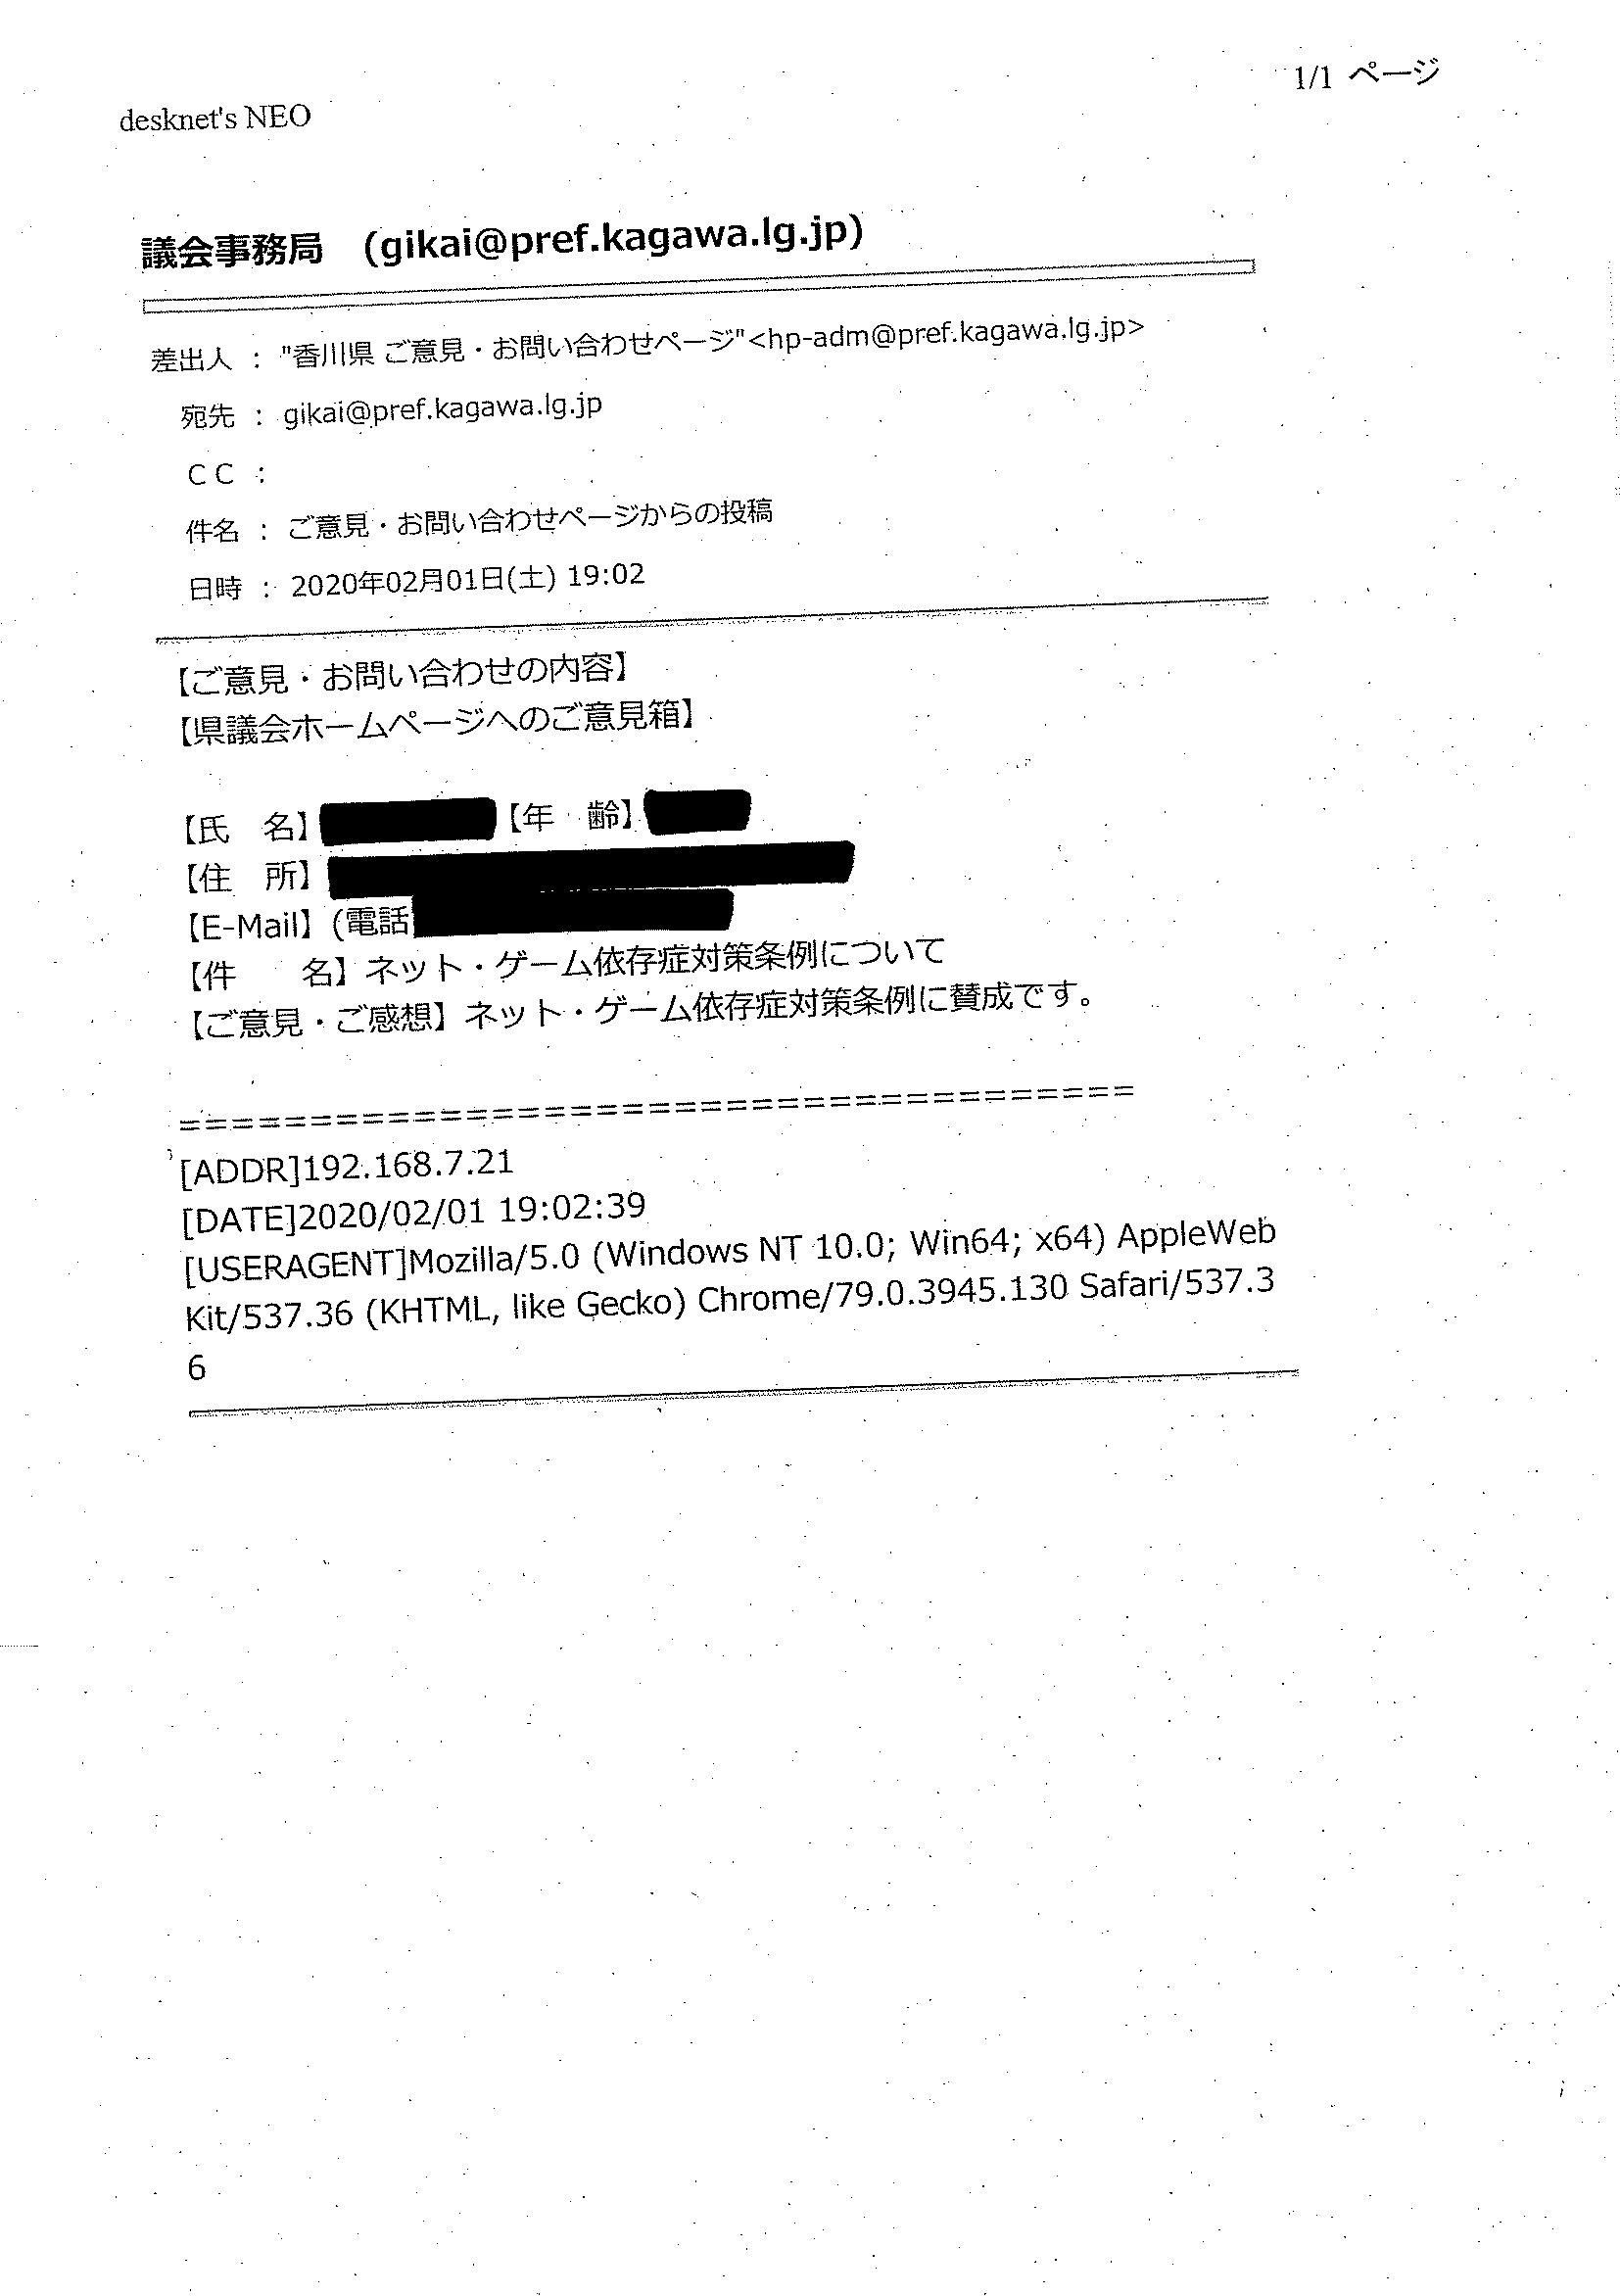 1/1 ページ
desknet's NEO
議会事務局　(gikai@pref.kagawa.lg.jp)
差出人 ： "香川県 ご意見・お問い合わせページ"<hp-adm@pref.kagawa.lg.jp>
宛先 ： gikai@pref.kagawa.lg.jp
ＣＣ ：
件名 ： ご意見・お問い合わせページからの投稿
日時 ： 2020年02月01日(土) 19:02
【ご意見・お問い合わせの内容】
【県議会ホームページへのご意見箱】
【氏　名】 【年　齢】
【住　所】
【E-Mail】(電話
【件　　名】ネット・ゲーム依存症対策条例について
【ご意見・ご感想】ネット・ゲーム依存症対策条例に賛成です。
=====================================
[ADDR]192.168.7.21
[DATE]2020/02/01 19:02:39
[USERAGENT]Mozilla/5.0 (Windows NT 10.0; Win64; x64) AppleWeb
Kit/537.36 (KHTML, like Gecko) Chrome/79.0.3945.130 Safari/537.3
6